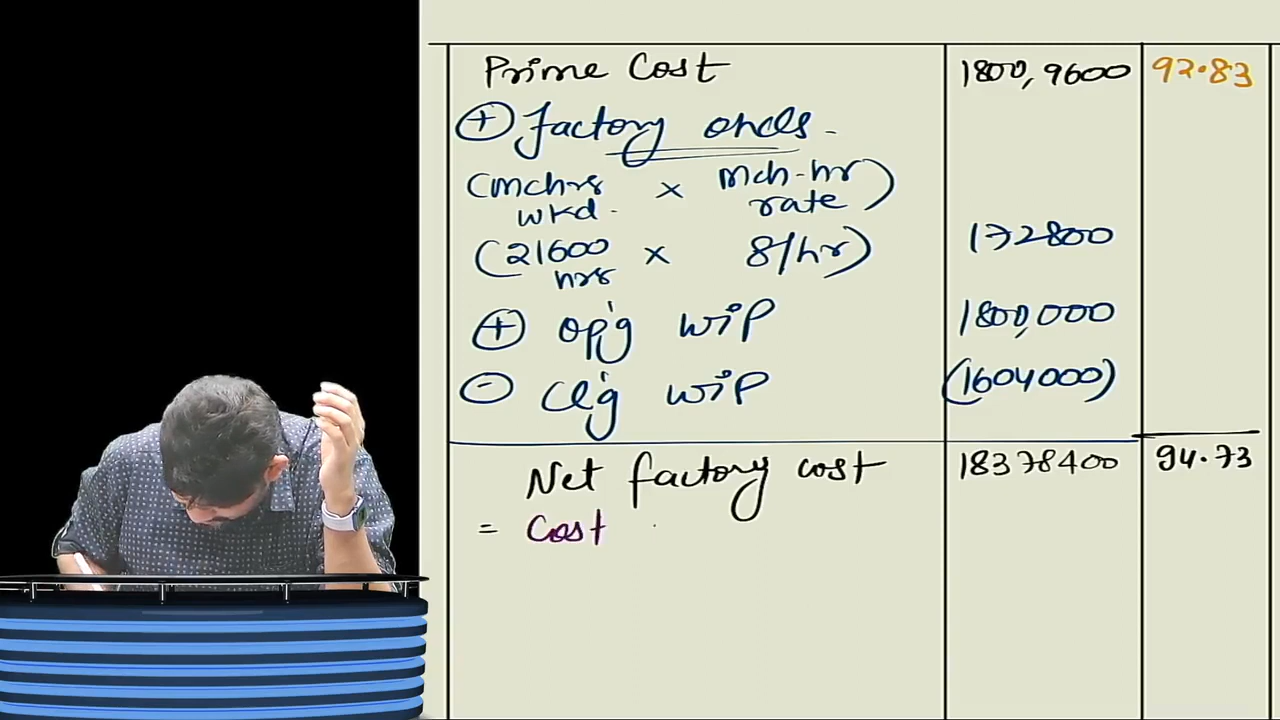 Prime Cost 1800,9600 92.83
(+) factory ohds.
(mchrs wkd. × mch-hr rate)
(21600 hrs × 8/hr) 172800
(+) op'g WIP 1800,000
(-) cl'g WIP (1604000)
Net factory cost 18378400 94.73
= Cost